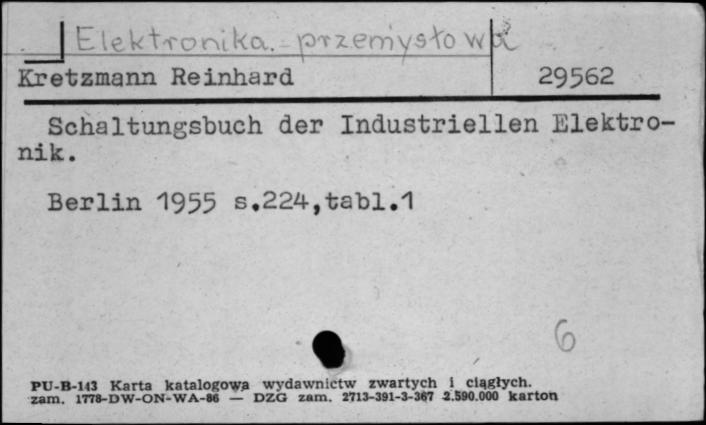 Elektronika. przemysłowa
Kretzmann Reinhard 29562
Schaltungsbuch der Industriellen Elektro-
nik.
Berlin 1955 s.224,tabl.1
6
PU-B-143 Karta katalogowa wydawnictw zwartych i ciągłych.
zam. 1778-DW-ON-WA-86 — DZG zam. 2713-391-3-367 2.590.000 karton